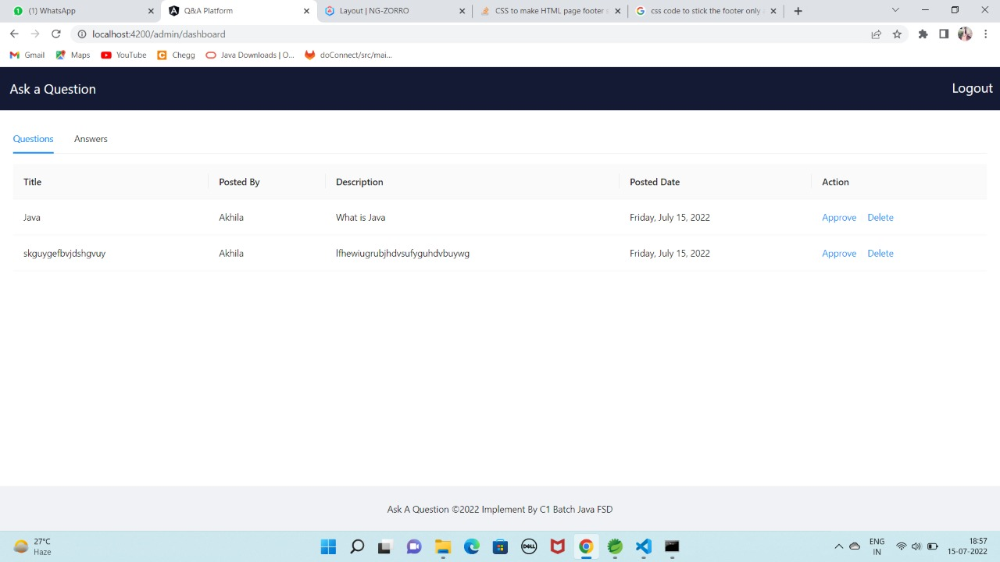 (1) WhatsApp
Q&A Platform
Layout | NG-ZORRO
CSS to make HTML page footer s
css code to stick the footer only a
localhost:4200/admin/dashboard
Gmail Maps YouTube Chegg Java Downloads | O... doConnect/src/mai...
Ask a Question Logout
Questions Answers
Title Posted By Description Posted Date Action
Java Akhila What is Java Friday, July 15, 2022 Approve Delete
skguygefbvjdshgvuy Akhila lfhewiugrubjhdvsufyguhdvbuywg Friday, July 15, 2022 Approve Delete
Ask A Question ©2022 Implement By C1 Batch Java FSD
27°C
Haze
DELL
ENG
IN
18:57
15-07-2022